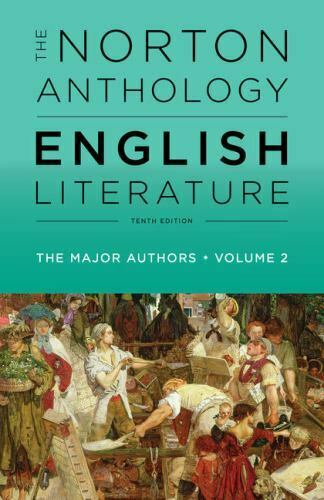 THE NORTON
ANTHOLOGY
ENGLISH
LITERATURE
TENTH EDITION
THE MAJOR AUTHORS • VOLUME 2